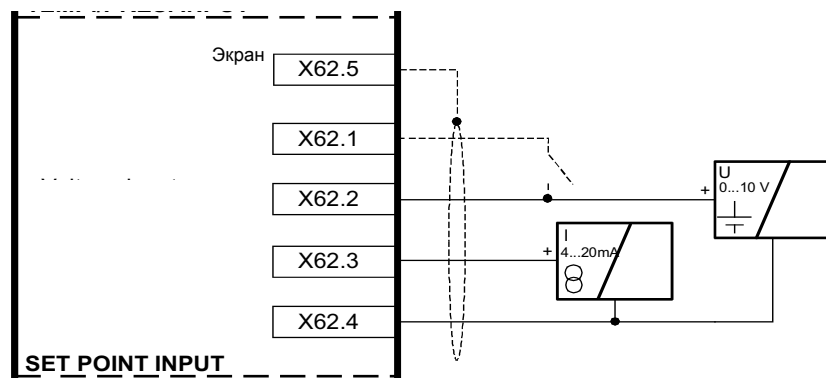 Экран
X62.5
X62.1
X62.2
X62.3
X62.4
+
U
0...10 V
+
I
4...20mA
SET POINT INPUT